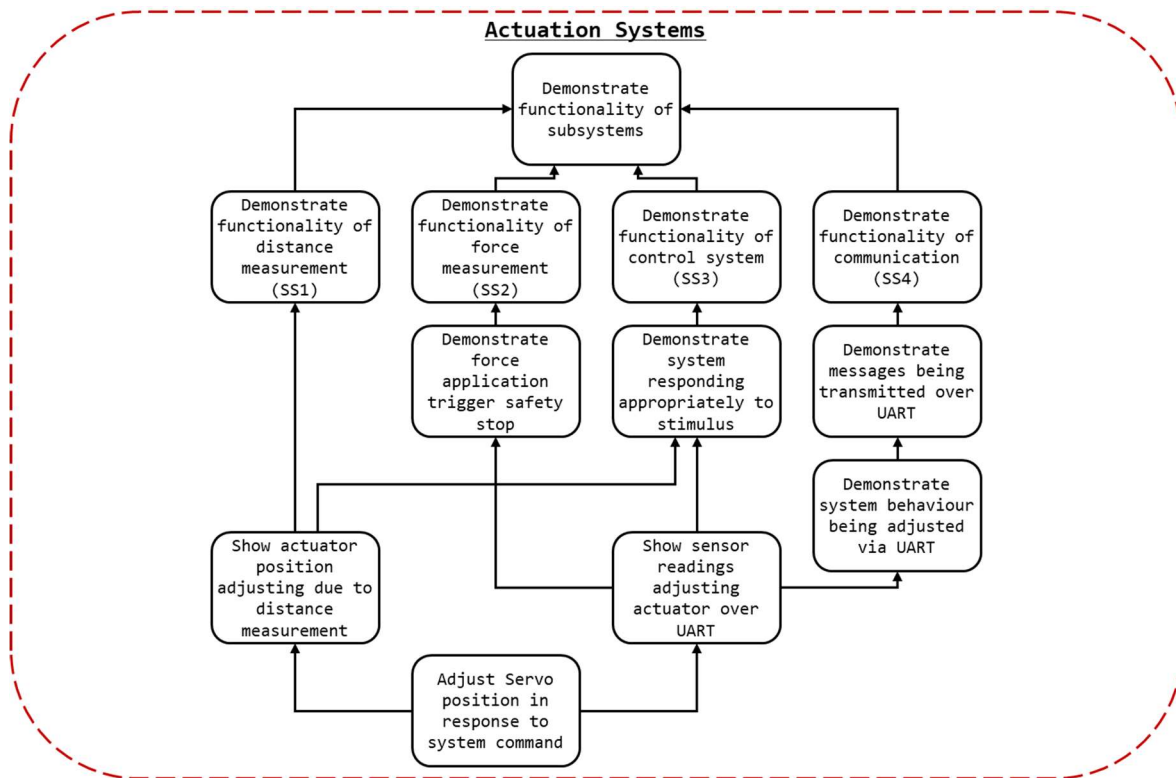 Actuation Systems
Demonstrate
functionality of
subsystems
Demonstrate
functionality of
distance
measurement
(SS1)
Demonstrate
functionality of
force
measurement
(SS2)
Demonstrate
functionality of
control system
(SS3)
Demonstrate
functionality of
communication
(SS4)
Demonstrate
force
application
trigger safety
stop
Demonstrate
system
responding
appropriately to
stimulus
Demonstrate
messages being
transmitted over
UART
Demonstrate
system behaviour
being adjusted
via UART
Show actuator
position
adjusting due to
distance
measurement
Show sensor
readings
adjusting
actuator over
UART
Adjust Servo
position in
response to
system command